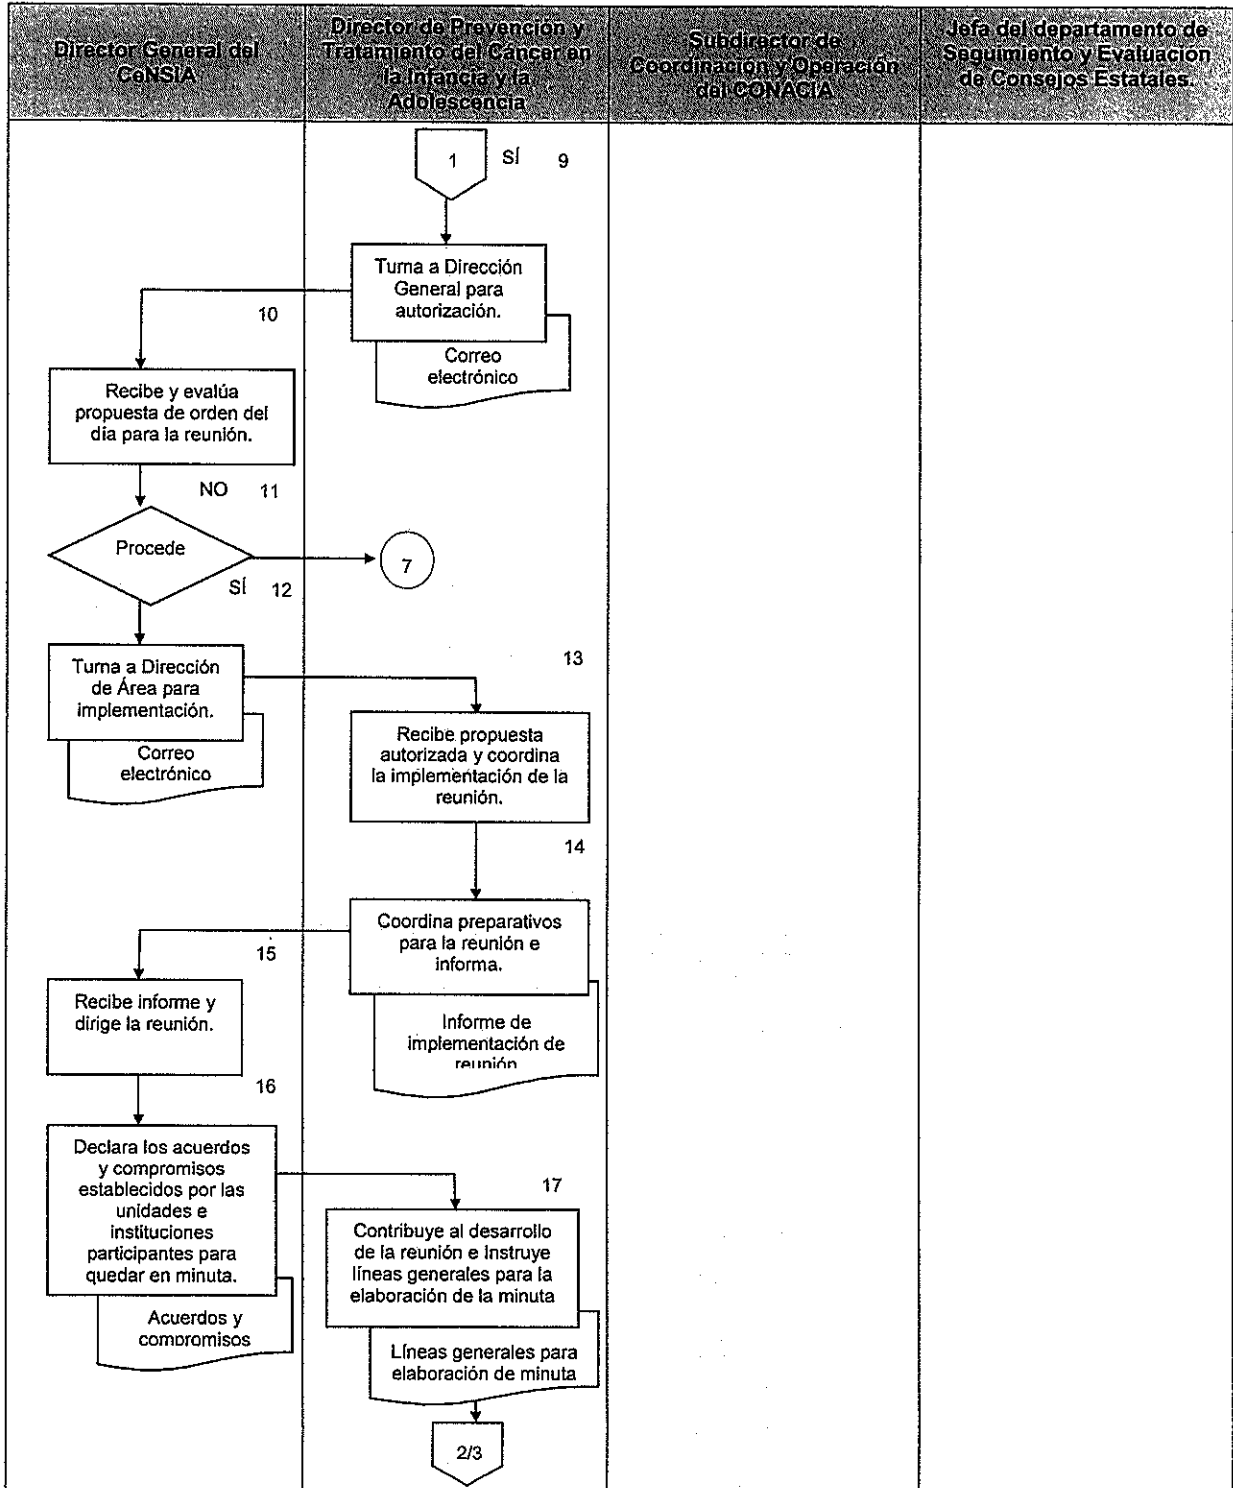 Director General del
CeNSIA
Director de Prevención y
Tratamiento del Cáncer en
la Infancia y la
Adolescencia
Subdirector de
Coordinación y Operación
del CONACIA
Jefa del departamento de
Seguimiento y Evaluación
de Consejos Estatales.
1
SÍ 9
Turna a Dirección
General para
autorización.
Correo
electrónico
10
Recibe y evalúa
propuesta de orden del
día para la reunión.
NO 11
Procede
7
SÍ 12
Turna a Dirección
de Área para
implementación.
Correo
electrónico
13
Recibe propuesta
autorizada y coordina
la implementación de la
reunión.
14
Coordina preparativos
para la reunión e
informa.
Informe de
implementación de
reunión
15
Recibe informe y
dirige la reunión.
16
Declara los acuerdos
y compromisos
establecidos por las
unidades e
instituciones
participantes para
quedar en minuta.
Acuerdos y
compromisos
17
Contribuye al desarrollo
de la reunión e Instruye
líneas generales para la
elaboración de la minuta
Líneas generales para
elaboración de minuta
2/3